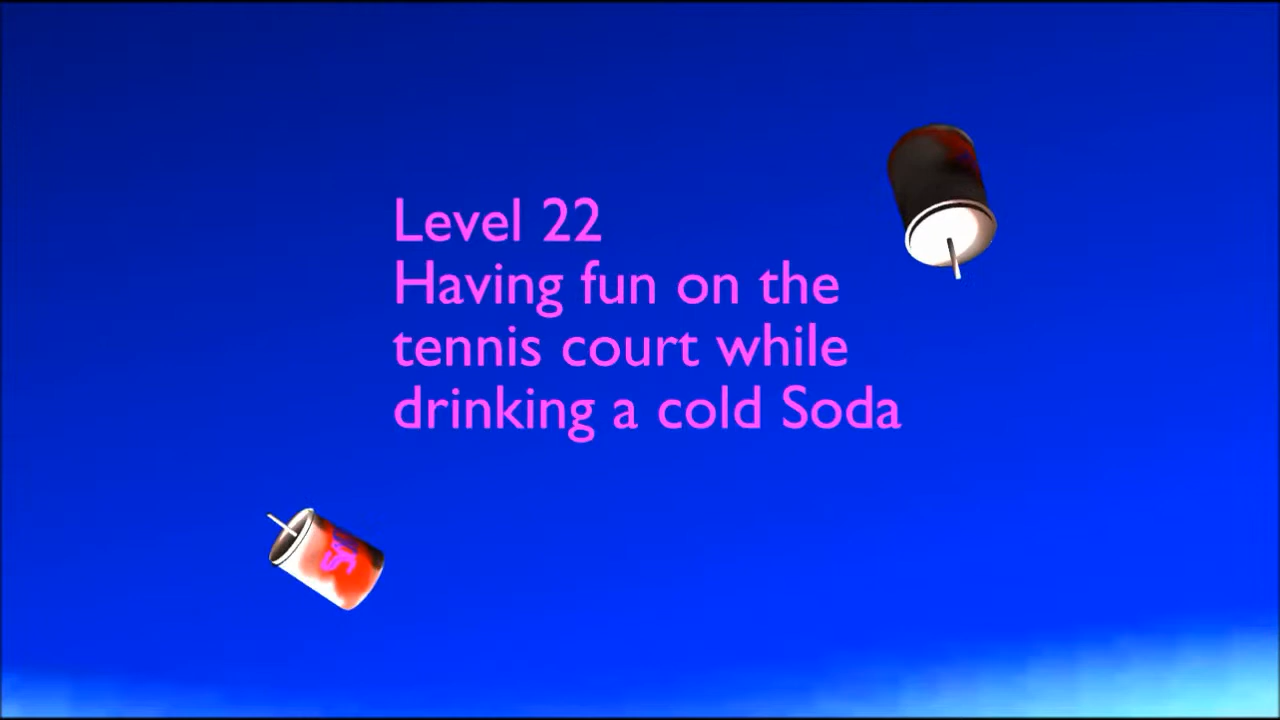 Level 22
Having fun on the
tennis court while
drinking a cold Soda